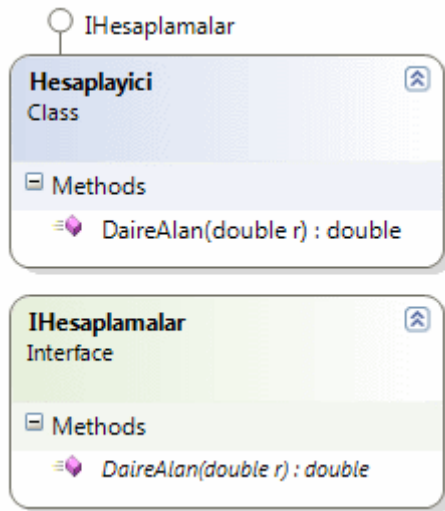 IHesaplamalar
Hesaplayici
Class
Methods
DaireAlan(double r) : double
IHesaplamalar
Interface
Methods
DaireAlan(double r) : double